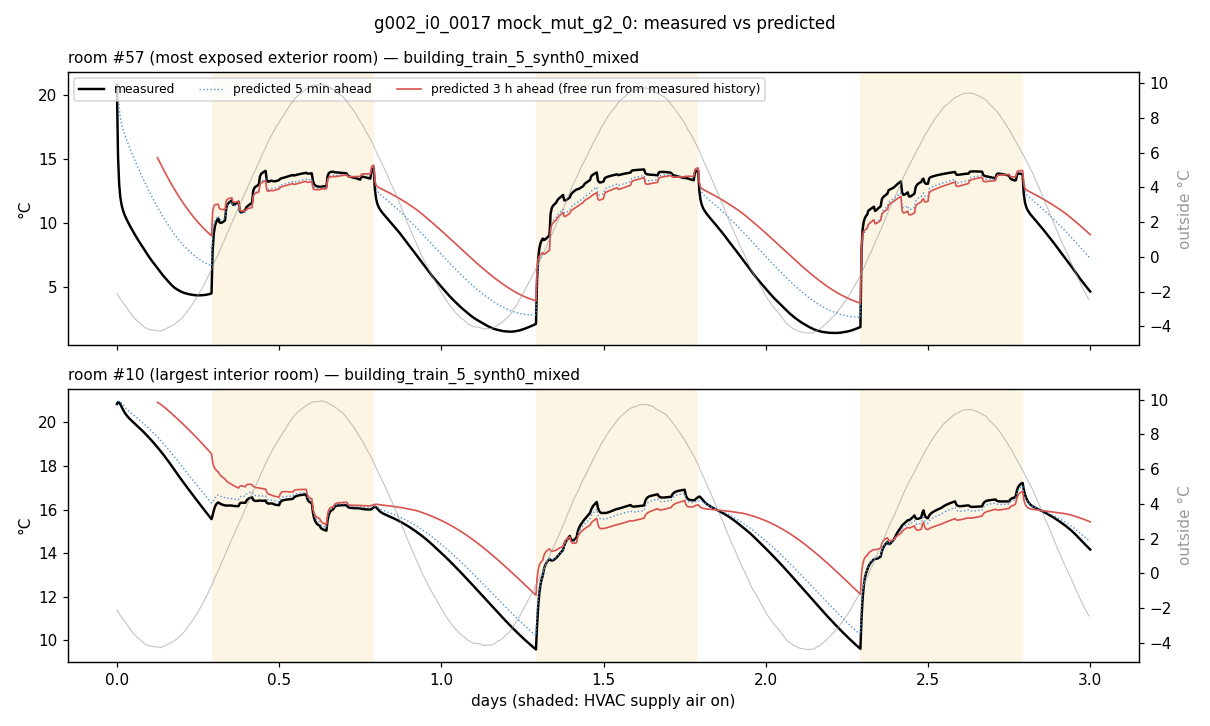 g002_i0_0017 mock_mut_g2_0: measured vs predicted
room #57 (most exposed exterior room) — building_train_5_synth0_mixed
measured
predicted 5 min ahead
predicted 3 h ahead (free run from measured history)
20
15
10
5
°C
10
8
6
4
2
0
−2
−4
outside °C
room #10 (largest interior room) — building_train_5_synth0_mixed
20
18
16
14
12
10
°C
10
8
6
4
2
0
−2
−4
outside °C
0.0 0.5 1.0 1.5 2.0 2.5 3.0
days (shaded: HVAC supply air on)